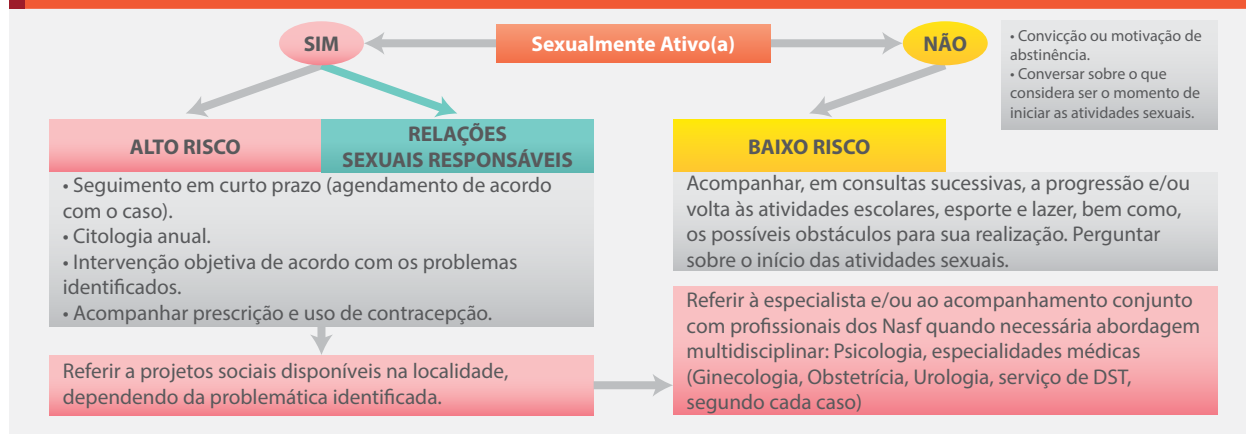 Sexualmente Ativo(a)
SIM
NÃO
• Convicção ou motivação de
abstinência.
• Conversar sobre o que
considera ser o momento de
iniciar as atividades sexuais.
ALTO RISCO
RELAÇÕES
SEXUAIS RESPONSÁVEIS
• Seguimento em curto prazo (agendamento de acordo
com o caso).
• Citologia anual.
• Intervenção objetiva de acordo com os problemas
identificados.
• Acompanhar prescrição e uso de contracepção.
Referir a projetos sociais disponíveis na localidade,
dependendo da problemática identificada.
BAIXO RISCO
Acompanhar, em consultas sucessivas, a progressão e/ou
volta às atividades escolares, esporte e lazer, bem como,
os possíveis obstáculos para sua realização. Perguntar
sobre o início das atividades sexuais.
Referir à especialista e/ou ao acompanhamento conjunto
com profissionais dos Nasf quando necessária abordagem
multidisciplinar: Psicologia, especialidades médicas
(Ginecologia, Obstetrícia, Urologia, serviço de DST,
segundo cada caso)